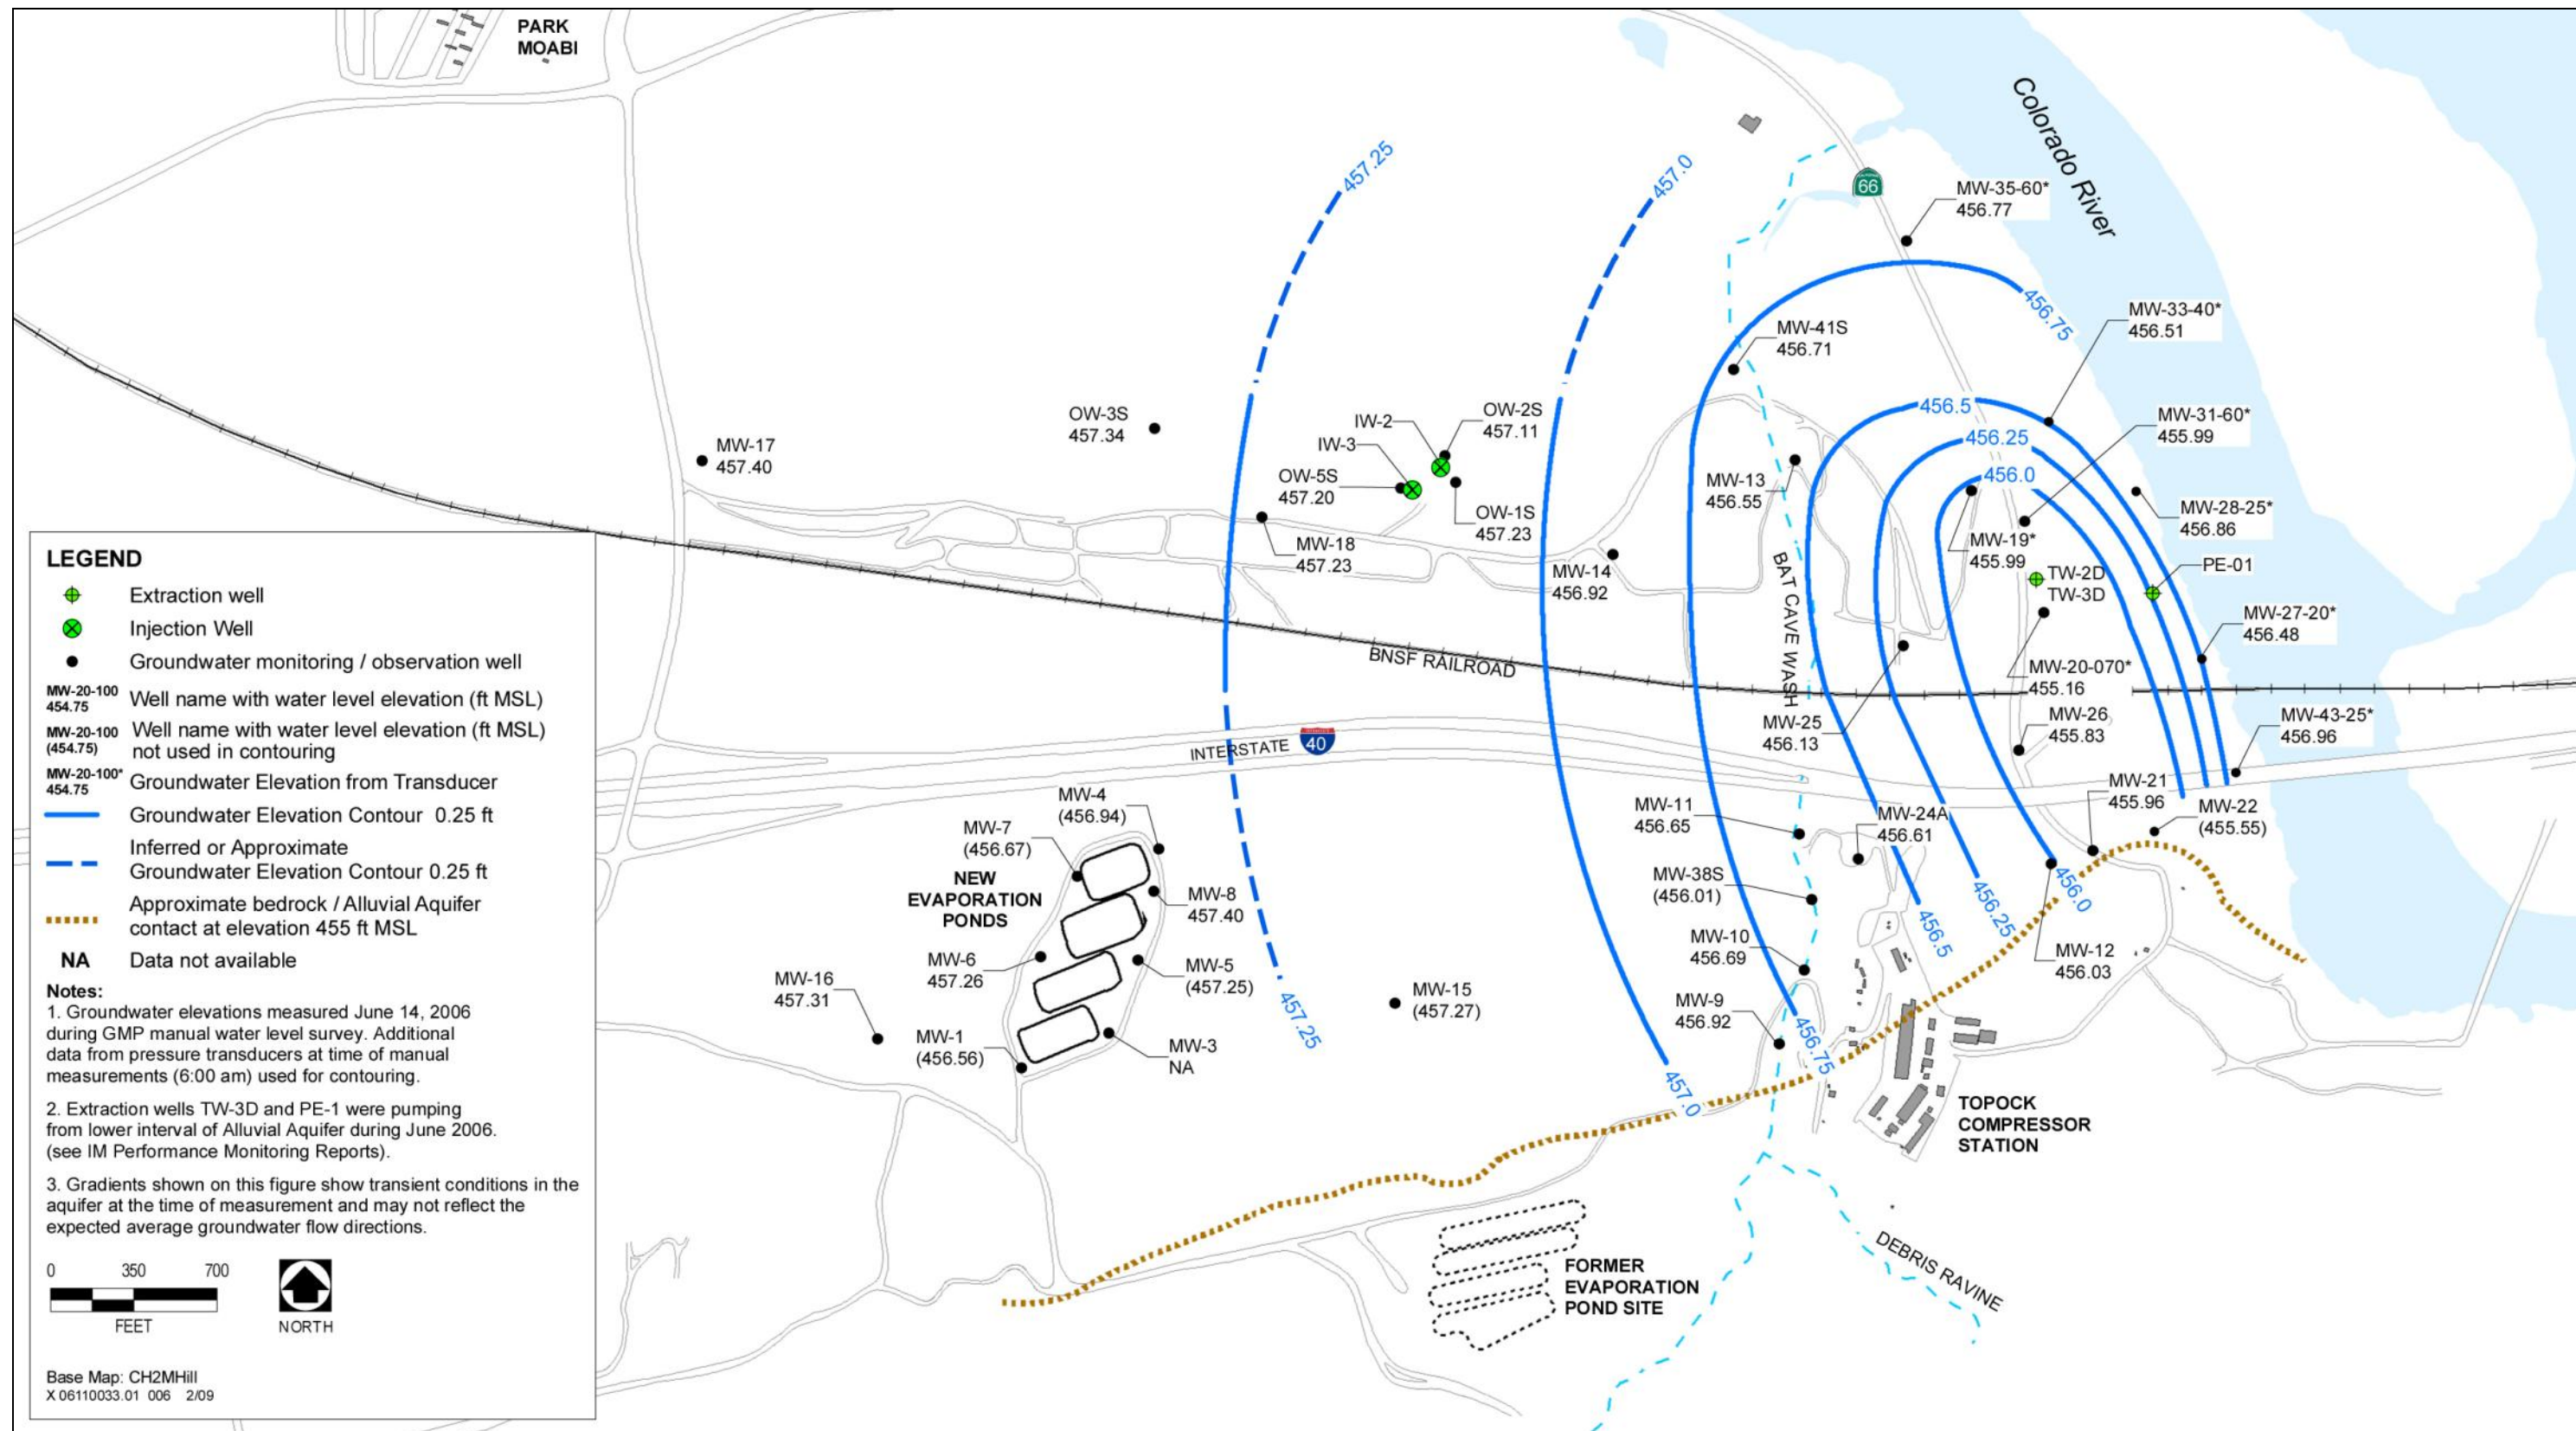 PARK
MOABI
Colorado River
457.25
457.0
66
MW-35-60*
456.77
456.75
MW-33-40*
456.51
MW-41S
456.71
OW-3S
457.34
IW-2
OW-2S
457.11
IW-3
456.5
MW-31-60*
455.99
456.25
MW-17
457.40
OW-5S
457.20
MW-13
456.55
456.0
OW-1S
457.23
MW-28-25*
456.86
MW-18
457.23
MW-19*
455.99
PE-01
MW-14
456.92
BAT CAVE WASH
TW-2D
TW-3D
MW-27-20*
456.48
BNSF RAILROAD
MW-20-070*
455.16
MW-25
456.13
MW-26
455.83
MW-43-25*
456.96
INTERSTATE 40
MW-4
(456.94)
MW-11
456.65
MW-24A
456.61
MW-21
455.96
MW-22
(455.55)
MW-7
(456.67)
NEW
EVAPORATION
PONDS
MW-8
457.40
MW-38S
(456.01)
456.5
456.25
456.0
MW-10
456.69
MW-12
456.03
MW-6
457.26
MW-5
(457.25)
MW-16
457.31
MW-15
(457.27)
MW-9
456.92
457.25
456.75
MW-1
(456.56)
MW-3
NA
457.0
TOPOCK
COMPRESSOR
STATION
DEBRIS RAVINE
FORMER
EVAPORATION
POND SITE
LEGEND
Extraction well
Injection Well
Groundwater monitoring / observation well
MW-20-100
454.75
Well name with water level elevation (ft MSL)
MW-20-100
(454.75)
Well name with water level elevation (ft MSL)
not used in contouring
MW-20-100*
454.75
Groundwater Elevation from Transducer
Groundwater Elevation Contour 0.25 ft
Inferred or Approximate
Groundwater Elevation Contour 0.25 ft
Approximate bedrock / Alluvial Aquifer
contact at elevation 455 ft MSL
NA Data not available
Notes:
1. Groundwater elevations measured June 14, 2006
during GMP manual water level survey. Additional
data from pressure transducers at time of manual
measurements (6:00 am) used for contouring.
2. Extraction wells TW-3D and PE-1 were pumping
from lower interval of Alluvial Aquifer during June 2006.
(see IM Performance Monitoring Reports).
3. Gradients shown on this figure show transient conditions in the
aquifer at the time of measurement and may not reflect the
expected average groundwater flow directions.
0 350 700
FEET
NORTH
Base Map: CH2MHill
X 06110033.01 006 2/09